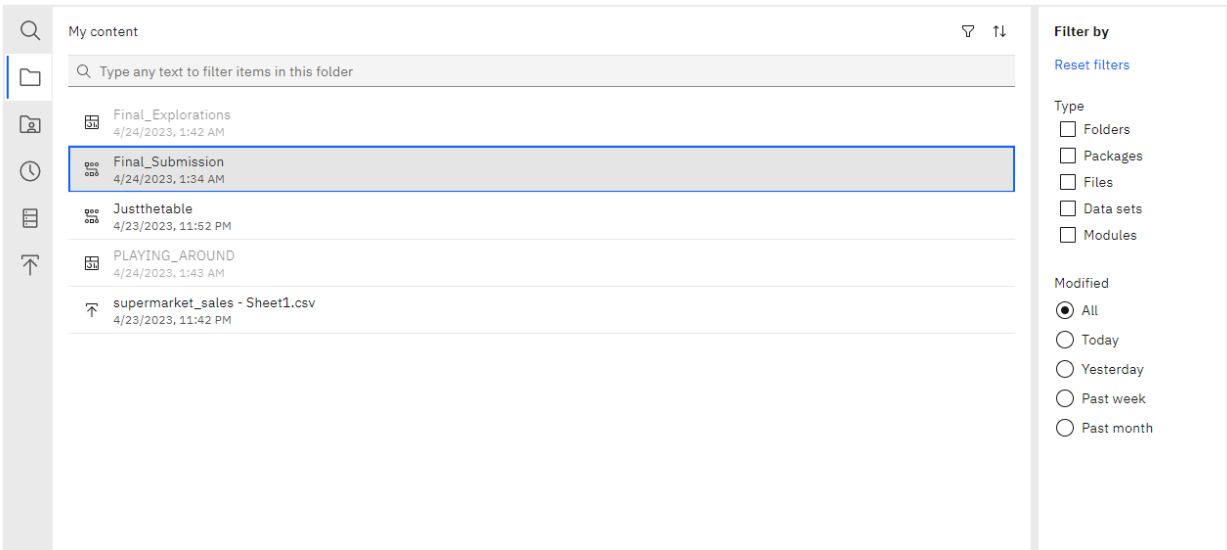 My content
Type any text to filter items in this folder
Final_Explorations
4/24/2023, 1:42 AM
Final_Submission
4/24/2023, 1:34 AM
Justthetable
4/23/2023, 11:52 PM
PLAYING_AROUND
4/24/2023, 1:43 AM
supermarket_sales - Sheet1.csv
4/23/2023, 11:42 PM
Filter by
Reset filters
Type
Folders
Packages
Files
Data sets
Modules
Modified
All
Today
Yesterday
Past week
Past month